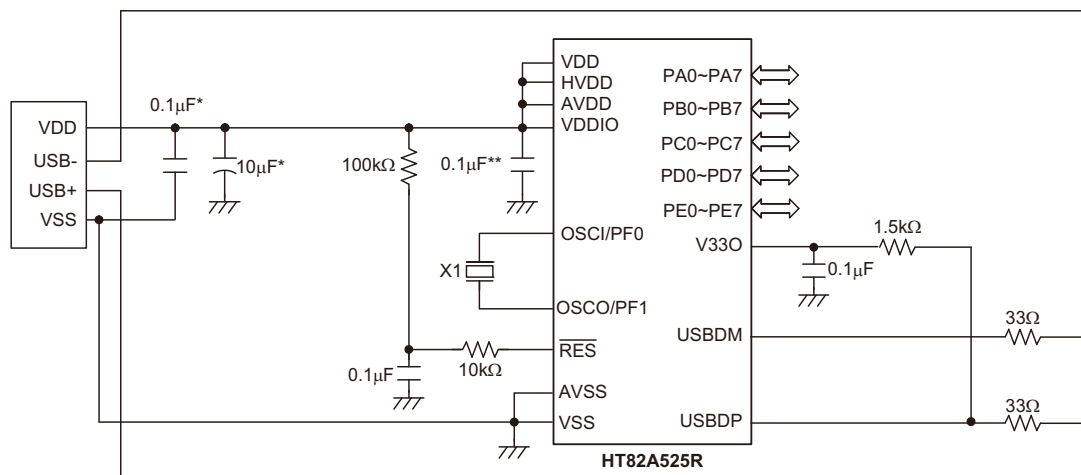 VDD
USB-
USB+
VSS
0.1μF*
10μF*
100kΩ
0.1μF**
X1
0.1μF
10kΩ
VDD
HVDD
AVDD
VDDIO
OSCI/PF0
OSCO/PF1
RES
AVSS
VSS
PA0~PA7
PB0~PB7
PC0~PC7
PD0~PD7
PE0~PE7
V33O
USBDM
USBDP
1.5kΩ
0.1μF
33Ω
33Ω
HT82A525R